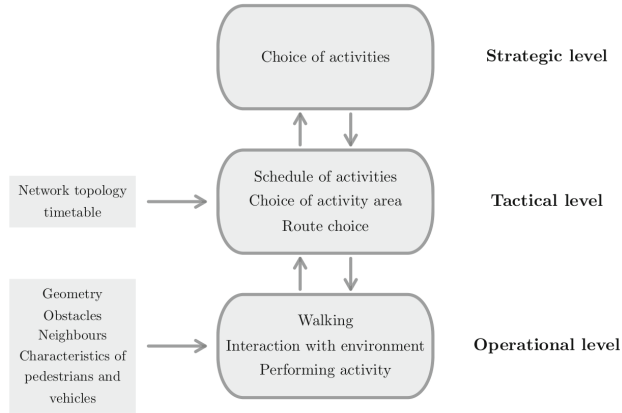 Choice of activities
Strategic level
Network topology
timetable
Schedule of activities
Choice of activity area
Route choice
Tactical level
Geometry
Obstacles
Neighbours
Characteristics of
pedestrians and
vehicles
Walking
Interaction with environment
Performing activity
Operational level